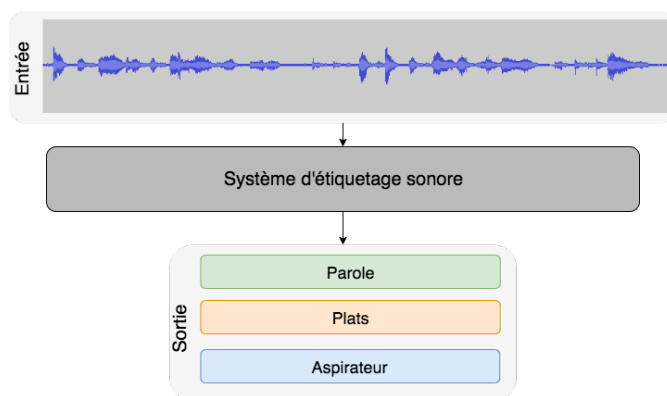 Entrée
Système d'étiquetage sonore
Sortie
Parole
Plats
Aspirateur